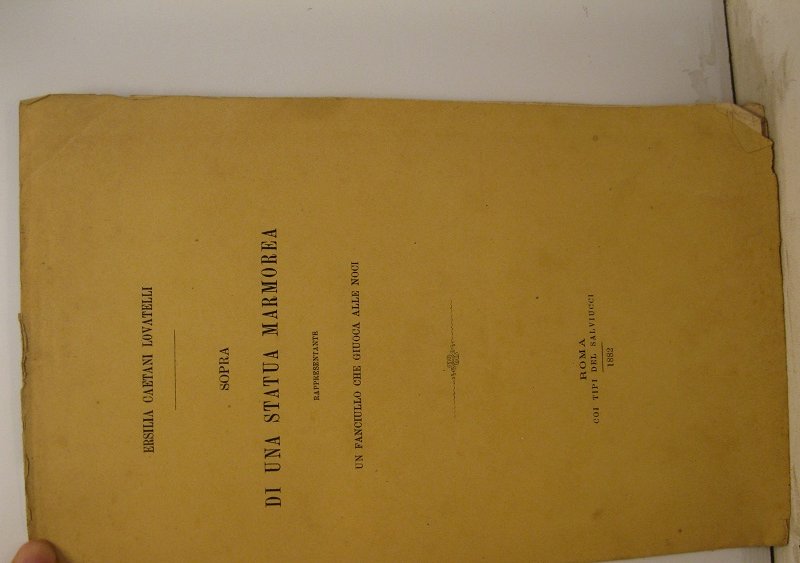 ERSILIA CAETANI LOVATELLI
SOPRA
DI UNA STATUA MARMOREA
RAPPRESENTANTE
UN FANCIULLO CHE GIUOCA ALLE NOCI
ROMA
COI TIPI DEL SALVIUCCI
1882